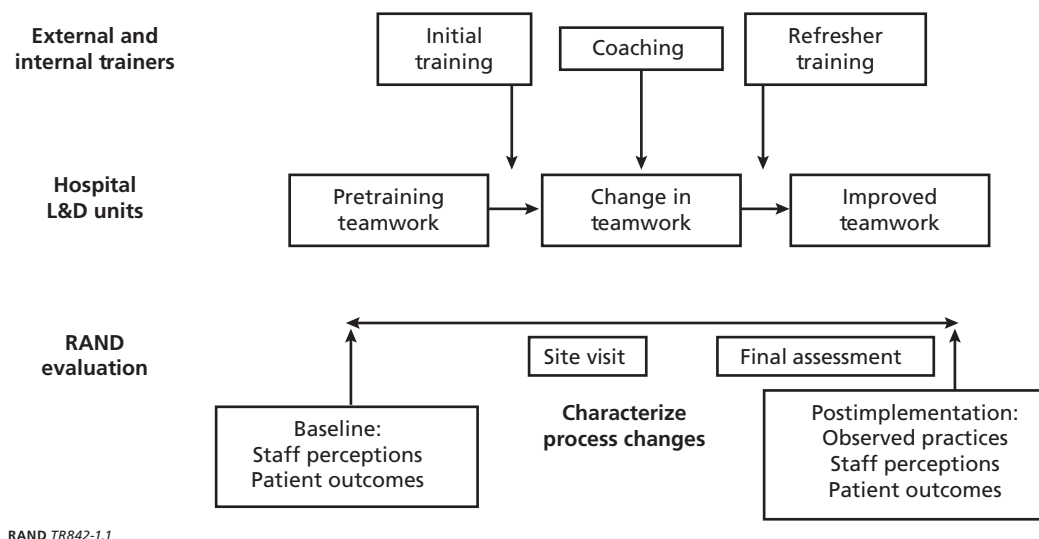 External and
internal trainers
Initial
training
Coaching
Refresher
training
Hospital
L&D units
Pretraining
teamwork
Change in
teamwork
Improved
teamwork
RAND
evaluation
Site visit
Final assessment
Baseline:
Staff perceptions
Patient outcomes
Characterize
process changes
Postimplementation:
Observed practices
Staff perceptions
Patient outcomes
RAND TR842-1.1